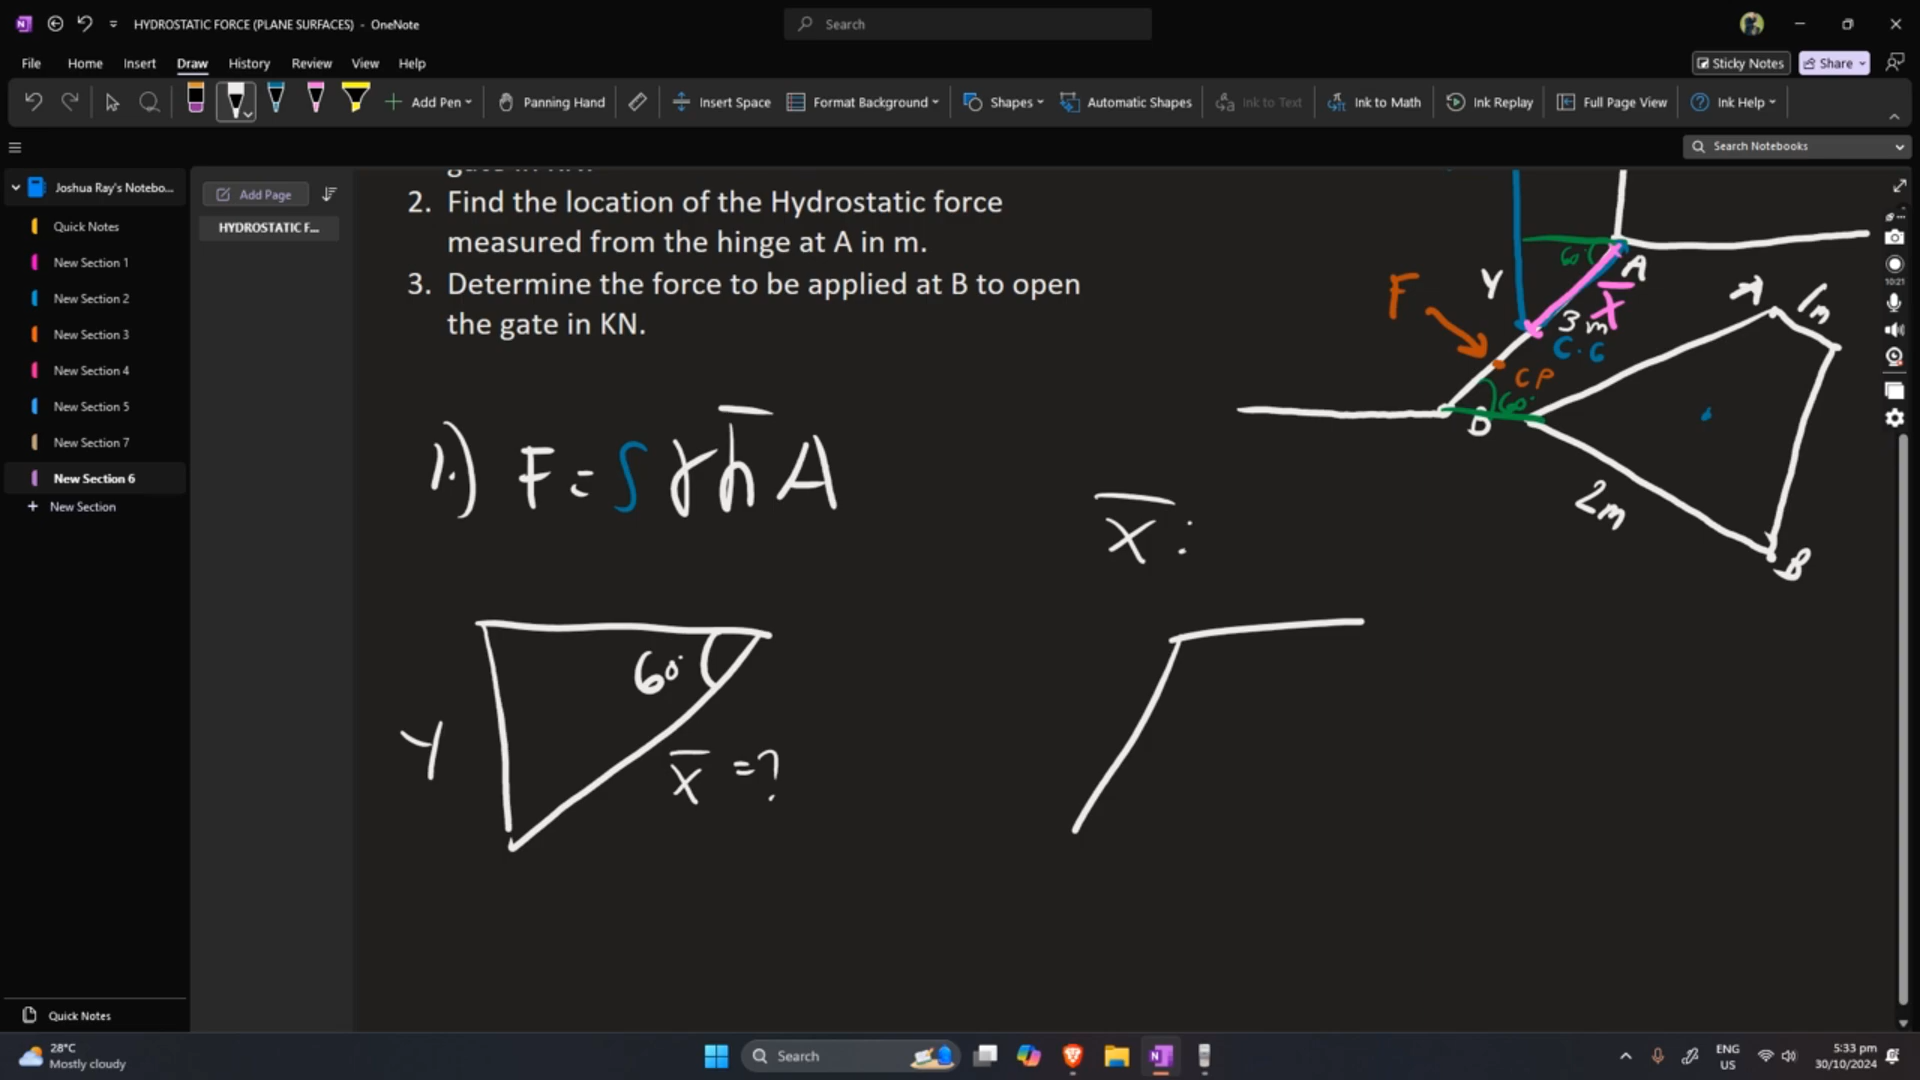 HYDROSTATIC FORCE (PLANE SURFACES) - OneNote
Search
File Home Insert Draw History Review View Help
Sticky Notes Share
Add Pen Panning Hand Insert Space Format Background Shapes Automatic Shapes Ink to Text Ink to Math Ink Replay Full Page View Ink Help
Search Notebooks
Joshua Ray's Notebo...
Quick Notes
New Section 1
New Section 2
New Section 3
New Section 4
New Section 5
New Section 7
New Section 6
New Section
Add Page
HYDROSTATIC F...
2. Find the location of the Hydrostatic force
measured from the hinge at A in m.
3. Determine the force to be applied at B to open
the gate in KN.
60°
A
Y
F
X̅
3 m
C.G
CP
60°
B
A
1m
2m
B
1.) F = ∫ γ h̅ A
X̅ :
60°
Y
X̅ = ?
10:21
Quick Notes
28°C
Mostly cloudy
Search
ENG
US
5:33 pm
30/10/2024